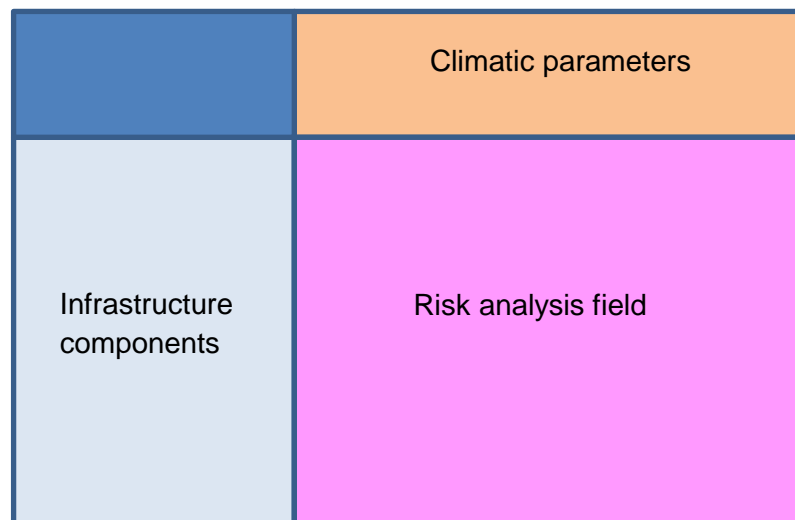 Climatic parameters
Infrastructure
components
Risk analysis field